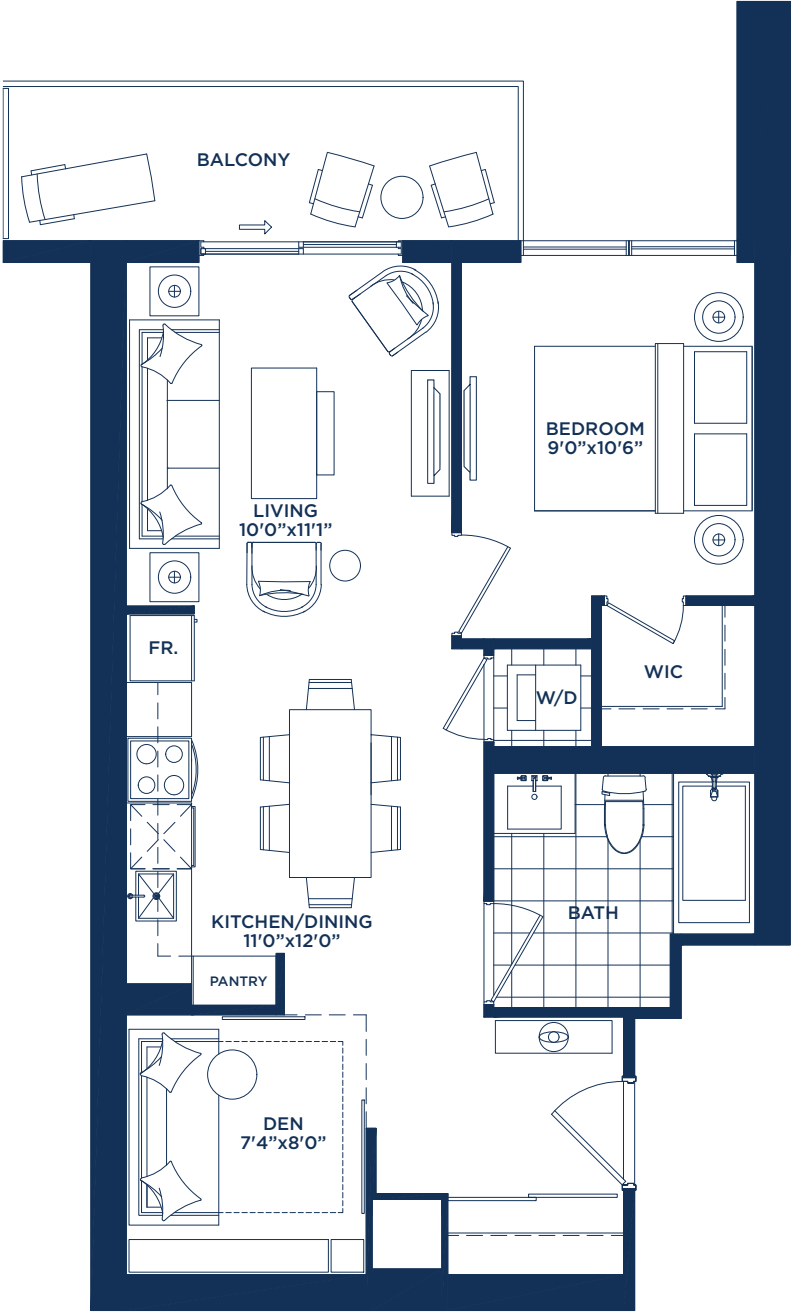 BALCONY
BEDROOM
9'0”x10'6”
LIVING
10'0”x11'1”
FR.
WIC
W/D
KITCHEN/DINING
11'0”x12'0”
BATH
PANTRY
DEN
7'4”x8'0”